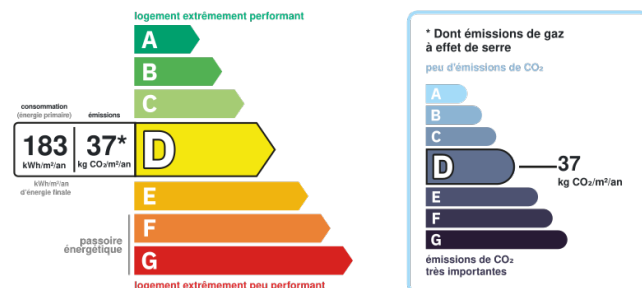 logement extrêmement performant
A
B
C
consommation
(énergie primaire)
émissions
183
kWh/m²/an
37*
kg CO₂/m²/an
D
kWh/m²/an
d'énergie finale
E
F
G
passoire
énergétique
logement extrêmement peu performant
* Dont émissions de gaz
à effet de serre
peu d'émissions de CO₂
A
B
C
D
37
kg CO₂/m²/an
E
F
G
émissions de CO₂
très importantes